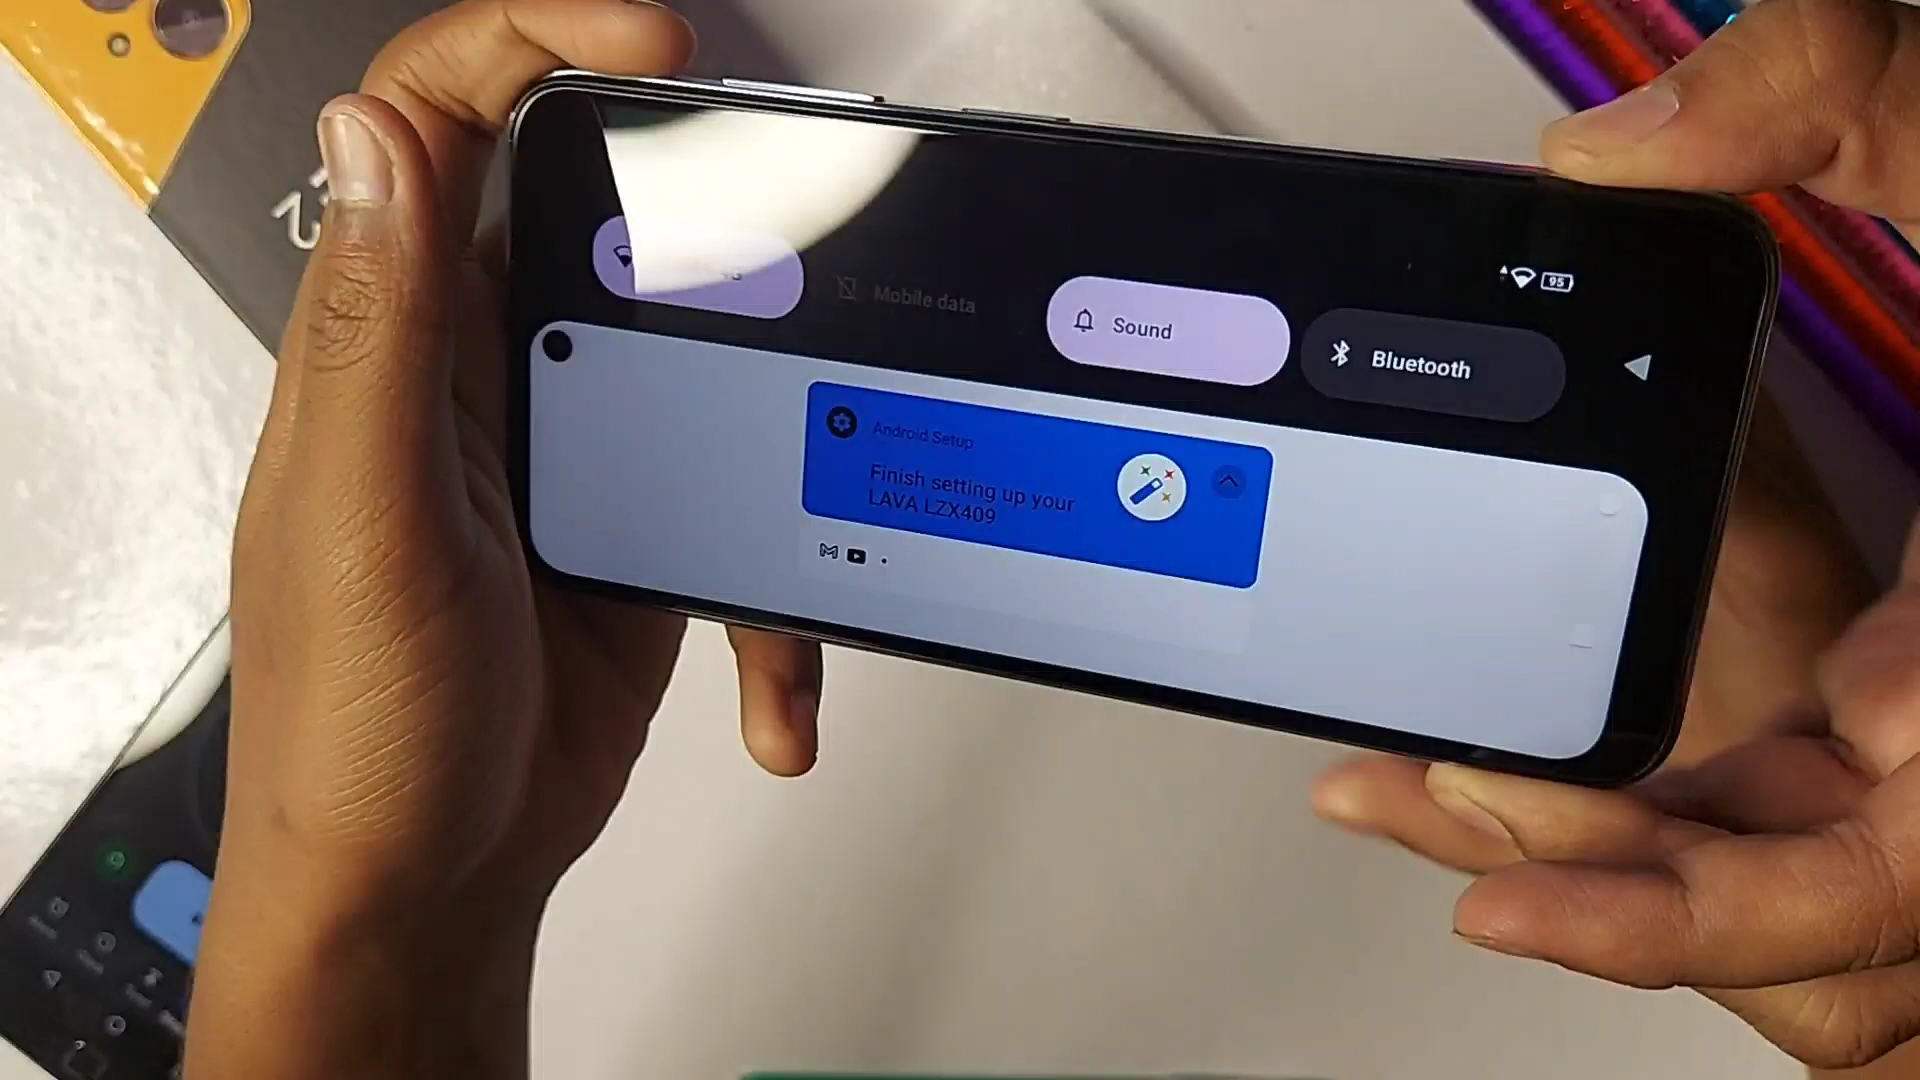 95
Mobile data
Sound
Bluetooth
Android Setup
Finish setting up your
LAVA LZX409